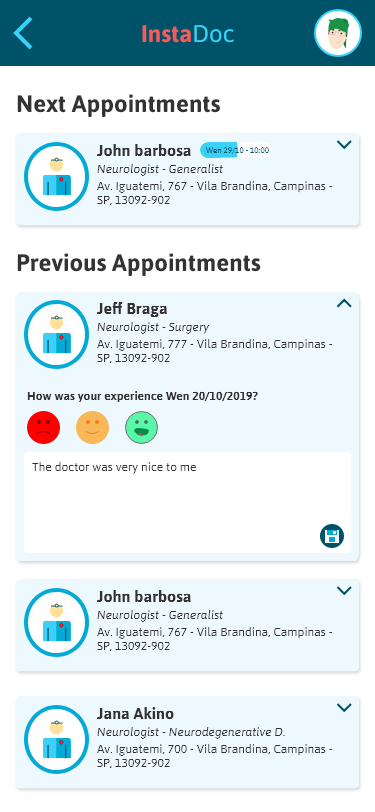 InstaDoc
Next Appointments
John barbosa
Wen 29/10 - 10:00
Neurologist - Generalist
Av. Iguatemi, 767 - Vila Brandina, Campinas -
SP, 13092-902
Previous Appointments
Jeff Braga
Neurologist - Surgery
Av. Iguatemi, 777 - Vila Brandina, Campinas -
SP, 13092-902
How was your experience Wen 20/10/2019?
The doctor was very nice to me
John barbosa
Neurologist - Generalist
Av. Iguatemi, 767 - Vila Brandina, Campinas -
SP, 13092-902
Jana Akino
Neurologist - Neurodegenerative D.
Av. Iguatemi, 700 - Vila Brandina, Campinas -
SP, 13092-902